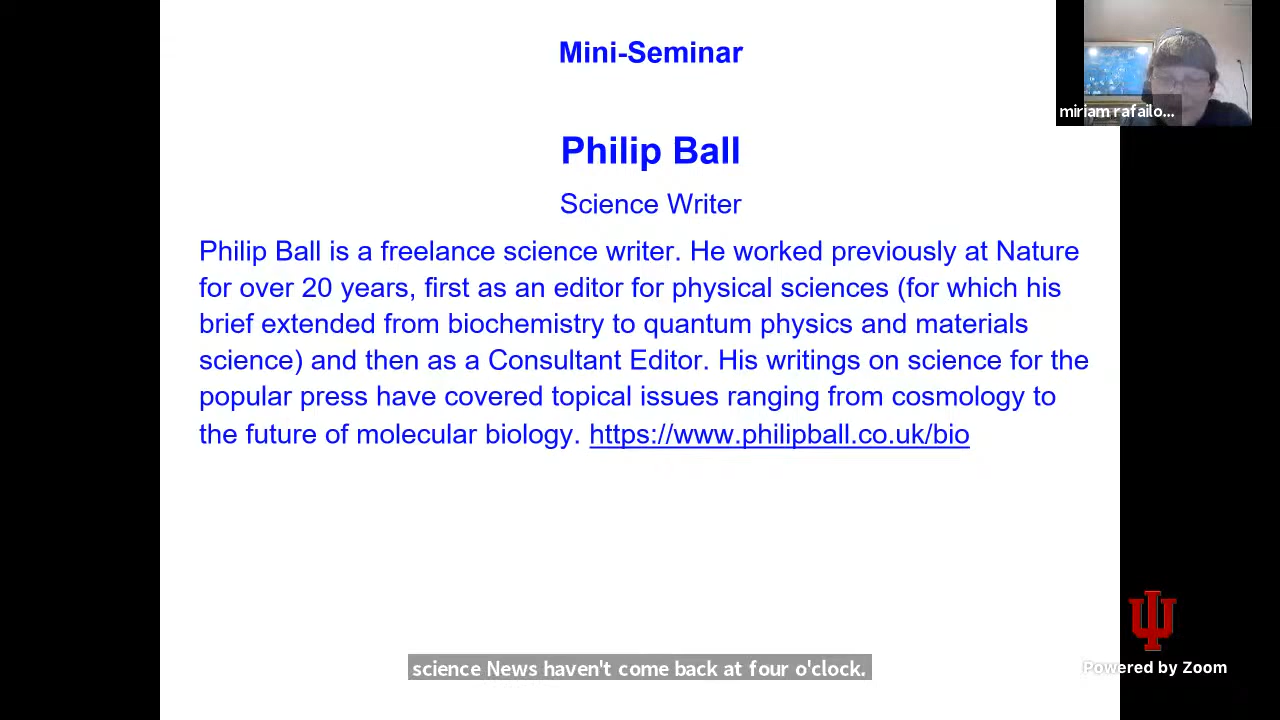 Mini-Seminar
miriam rafailo...
Philip Ball
Science Writer
Philip Ball is a freelance science writer. He worked previously at Nature
for over 20 years, first as an editor for physical sciences (for which his
brief extended from biochemistry to quantum physics and materials
science) and then as a Consultant Editor. His writings on science for the
popular press have covered topical issues ranging from cosmology to
the future of molecular biology. https://www.philipball.co.uk/bio
science News haven't come back at four o'clock.
Powered by Zoom